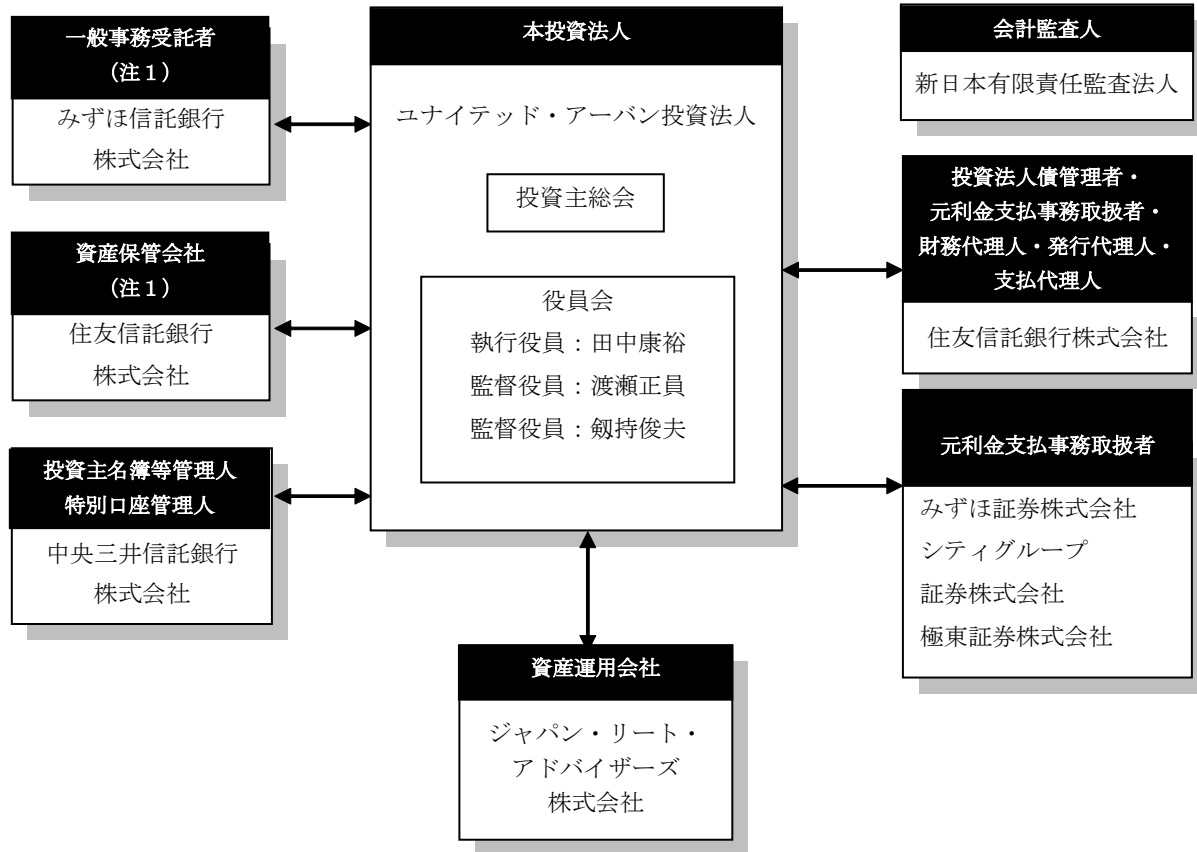 一般事務受託者
(注1)
みずほ信託銀行
株式会社
資産保管会社
(注1)
住友信託銀行
株式会社
投資主名簿等管理人
特別口座管理人
中央三井信託銀行
株式会社
本投資法人
ユナイテッド・アーバン投資法人
投資主総会
役員会
執行役員：田中康裕
監督役員：渡瀬正員
監督役員：剱持俊夫
資産運用会社
ジャパン・リート・
アドバイザーズ
株式会社
会計監査人
新日本有限責任監査法人
投資法人債管理者・
元利金支払事務取扱者・
財務代理人・発行代理人・
支払代理人
住友信託銀行株式会社
元利金支払事務取扱者
みずほ証券株式会社
シティグループ
証券株式会社
極東証券株式会社